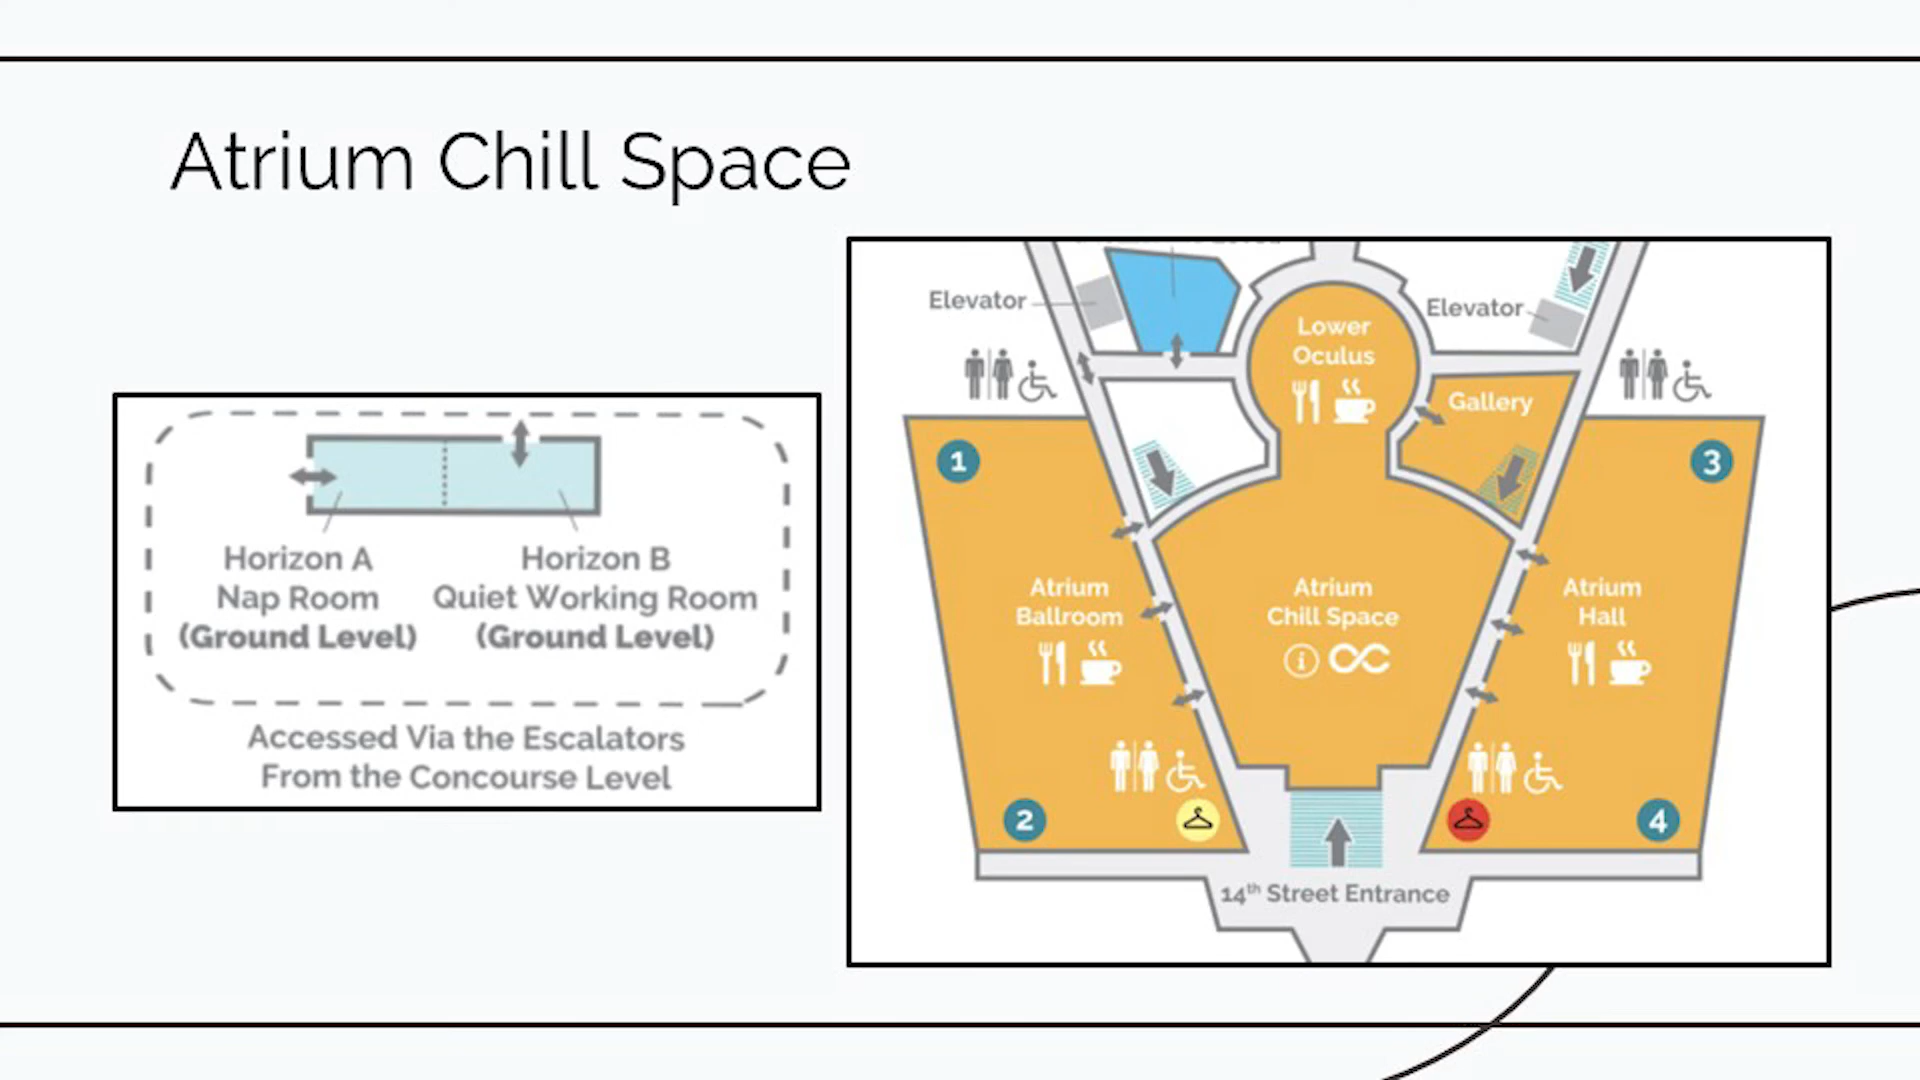 Atrium Chill Space
Horizon A
Nap Room
(Ground Level)
Horizon B
Quiet Working Room
(Ground Level)
Accessed Via the Escalators
From the Concourse Level
Elevator
Lower
Oculus
Elevator
Gallery
1
3
Atrium
Ballroom
Atrium
Chill Space
i
Atrium
Hall
2
4
14th Street Entrance